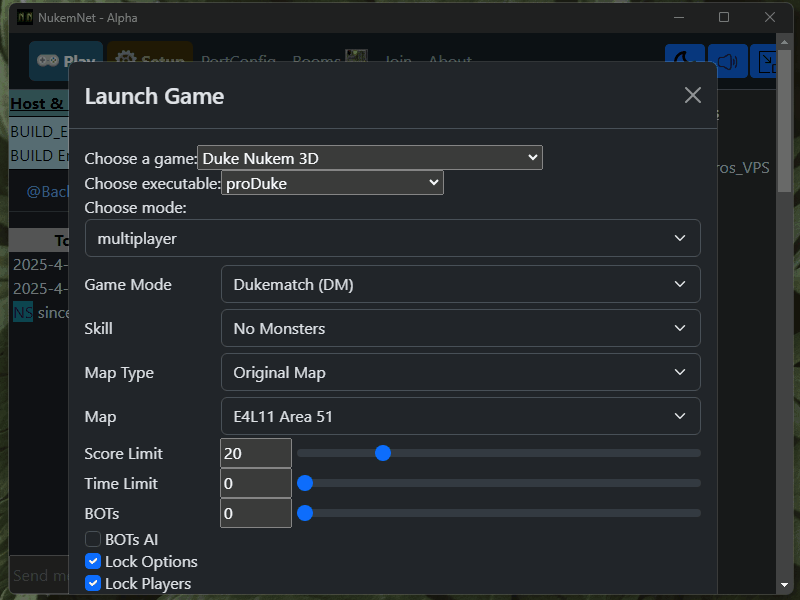 NukemNet - Alpha
Play
Setup
PortConfig
Rooms
Join
About
Host &
BUILD_E
BUILD E
@Bac
To
2025-4-
2025-4-
NS since
ros_VPS
Send m
Launch Game
Choose a game: Duke Nukem 3D
Choose executable: proDuke
Choose mode:
multiplayer
Game Mode Dukematch (DM)
Skill No Monsters
Map Type Original Map
Map E4L11 Area 51
Score Limit 20
Time Limit 0
BOTs 0
BOTs AI
Lock Options
Lock Players